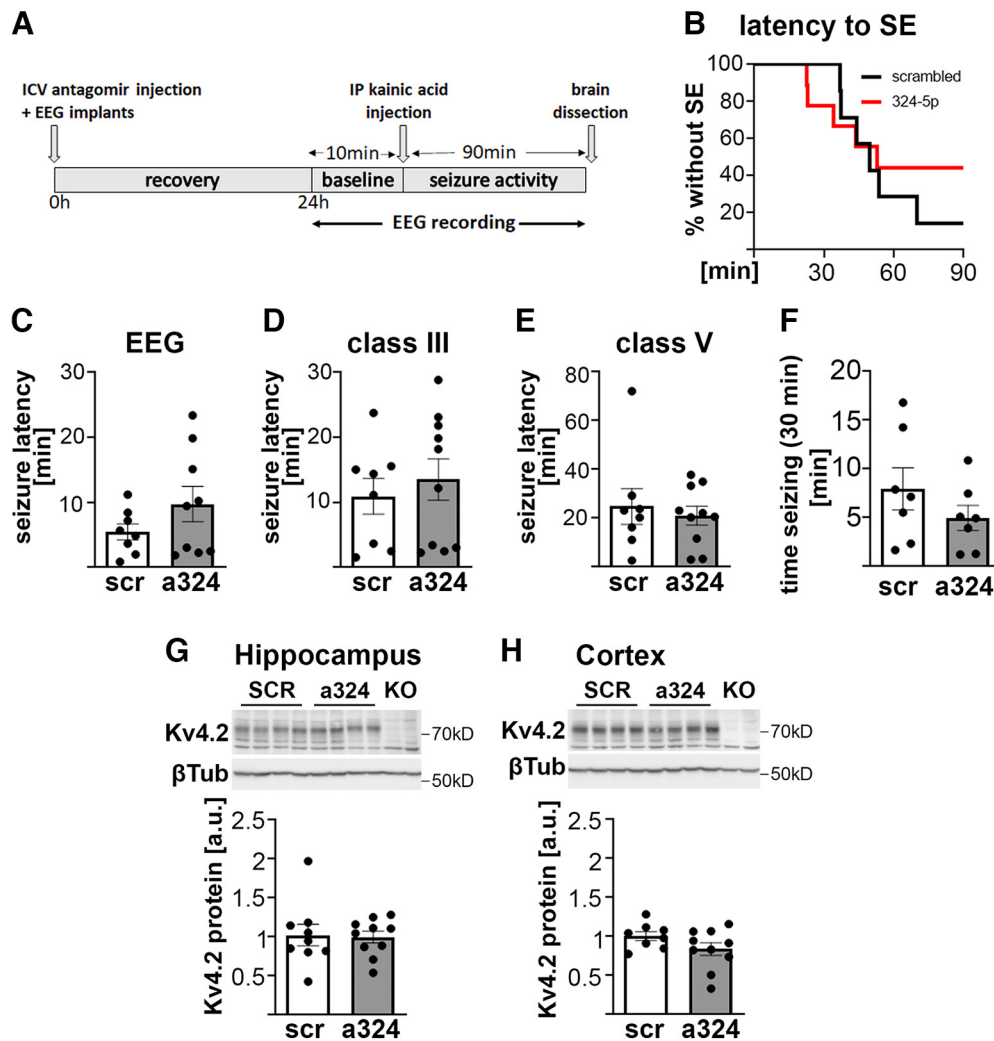 A
ICV antagomir injection
+ EEG implants
IP kainic acid
injection
brain
dissection
10min
90min
recovery
baseline
seizure activity
0h
24h
EEG recording
B
latency to SE
% without SE
100
80
60
40
20
[min]
30
60
90
scrambled
324-5p
C
EEG
seizure latency
[min]
30
20
10
scr
a324
D
class III
seizure latency
[min]
30
20
10
scr
a324
E
class V
seizure latency
[min]
80
60
40
20
scr
a324
F
time seizing (30 min)
[min]
20
15
10
5
scr
a324
G
Hippocampus
SCR
a324
KO
Kv4.2
–70kD
βTub
–50kD
Kv4.2 protein [a.u.]
2.5
2
1.5
1
0.5
scr
a324
H
Cortex
SCR
a324
KO
Kv4.2
–70kD
βTub
–50kD
Kv4.2 protein [a.u.]
2.5
2
1.5
1
0.5
scr
a324